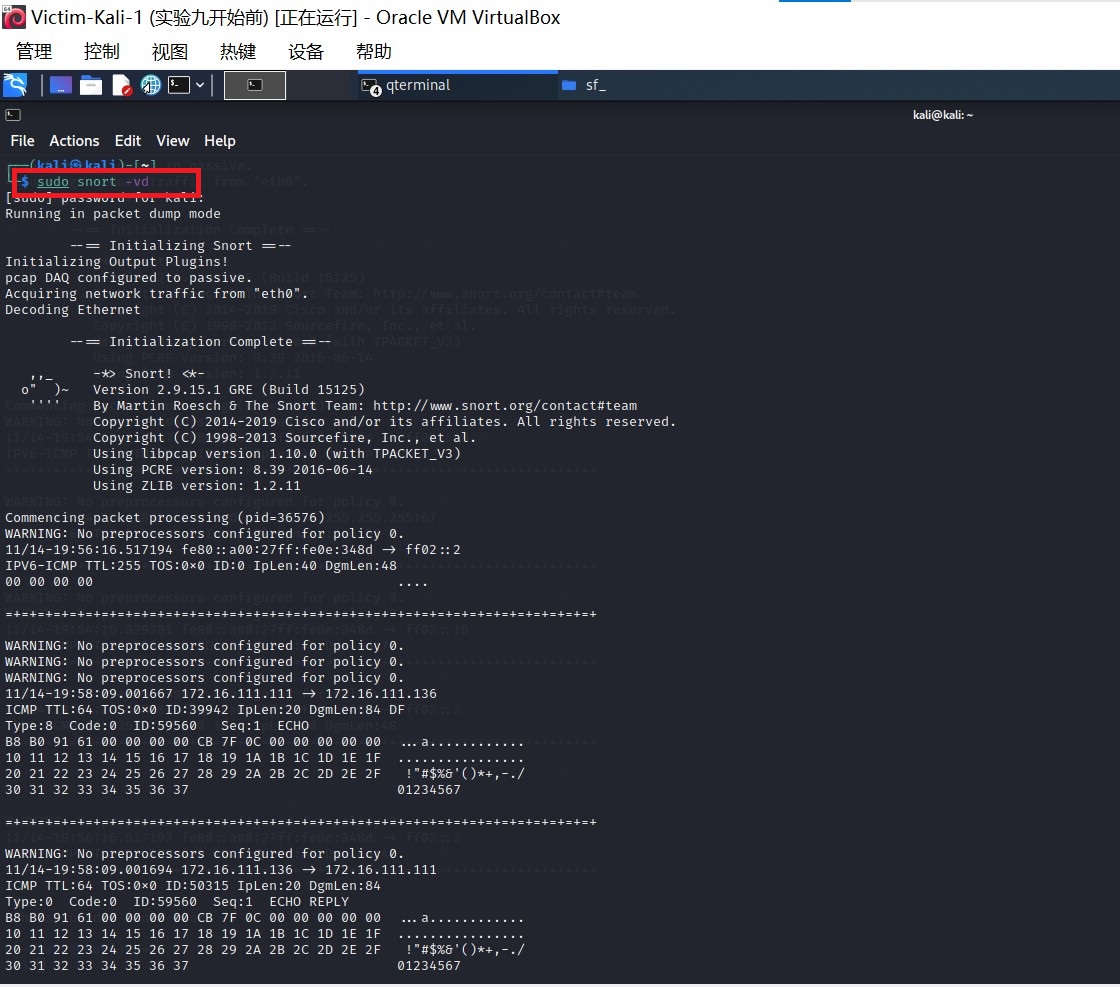 Victim-Kali-1 (实验九开始前) [正在运行] - Oracle VM VirtualBox
管理 控制 视图 热键 设备 帮助
4 qterminal sf_
kali@kali: ~
File Actions Edit View Help
(kali㉿kali)-[~]
$ sudo snort -vd
[sudo] password for kali:
Running in packet dump mode
--== Initializing Snort ==--
Initializing Output Plugins!
pcap DAQ configured to passive.
Acquiring network traffic from "eth0".
Decoding Ethernet
--== Initialization Complete ==--
,,_ -*> Snort! <*-
o" )~ Version 2.9.15.1 GRE (Build 15125)
'''' By Martin Roesch & The Snort Team: http://www.snort.org/contact#team
Copyright (C) 2014-2019 Cisco and/or its affiliates. All rights reserved.
Copyright (C) 1998-2013 Sourcefire, Inc., et al.
Using libpcap version 1.10.0 (with TPACKET_V3)
Using PCRE version: 8.39 2016-06-14
Using ZLIB version: 1.2.11
Commencing packet processing (pid=36576)
WARNING: No preprocessors configured for policy 0.
11/14-19:56:16.517194 fe80::a00:27ff:fe0e:348d -> ff02::2
IPV6-ICMP TTL:255 TOS:0x0 ID:0 IpLen:40 DgmLen:48
00 00 00 00 ....
=+=+=+=+=+=+=+=+=+=+=+=+=+=+=+=+=+=+=+=+=+=+=+=+=+=+=+=+=+=+=+=+=+=+=+=+=+
WARNING: No preprocessors configured for policy 0.
WARNING: No preprocessors configured for policy 0.
WARNING: No preprocessors configured for policy 0.
11/14-19:58:09.001667 172.16.111.111 -> 172.16.111.136
ICMP TTL:64 TOS:0x0 ID:39942 IpLen:20 DgmLen:84 DF
Type:8 Code:0 ID:59560 Seq:1 ECHO
B8 B0 91 61 00 00 00 00 CB 7F 0C 00 00 00 00 00 ...a............
10 11 12 13 14 15 16 17 18 19 1A 1B 1C 1D 1E 1F ................
20 21 22 23 24 25 26 27 28 29 2A 2B 2C 2D 2E 2F !"#$%&'()*+,-./
30 31 32 33 34 35 36 37 01234567
=+=+=+=+=+=+=+=+=+=+=+=+=+=+=+=+=+=+=+=+=+=+=+=+=+=+=+=+=+=+=+=+=+=+=+=+=+
WARNING: No preprocessors configured for policy 0.
11/14-19:58:09.001694 172.16.111.136 -> 172.16.111.111
ICMP TTL:64 TOS:0x0 ID:50315 IpLen:20 DgmLen:84
Type:0 Code:0 ID:59560 Seq:1 ECHO REPLY
B8 B0 91 61 00 00 00 00 CB 7F 0C 00 00 00 00 00 ...a............
10 11 12 13 14 15 16 17 18 19 1A 1B 1C 1D 1E 1F ................
20 21 22 23 24 25 26 27 28 29 2A 2B 2C 2D 2E 2F !"#$%&'()*+,-./
30 31 32 33 34 35 36 37 01234567